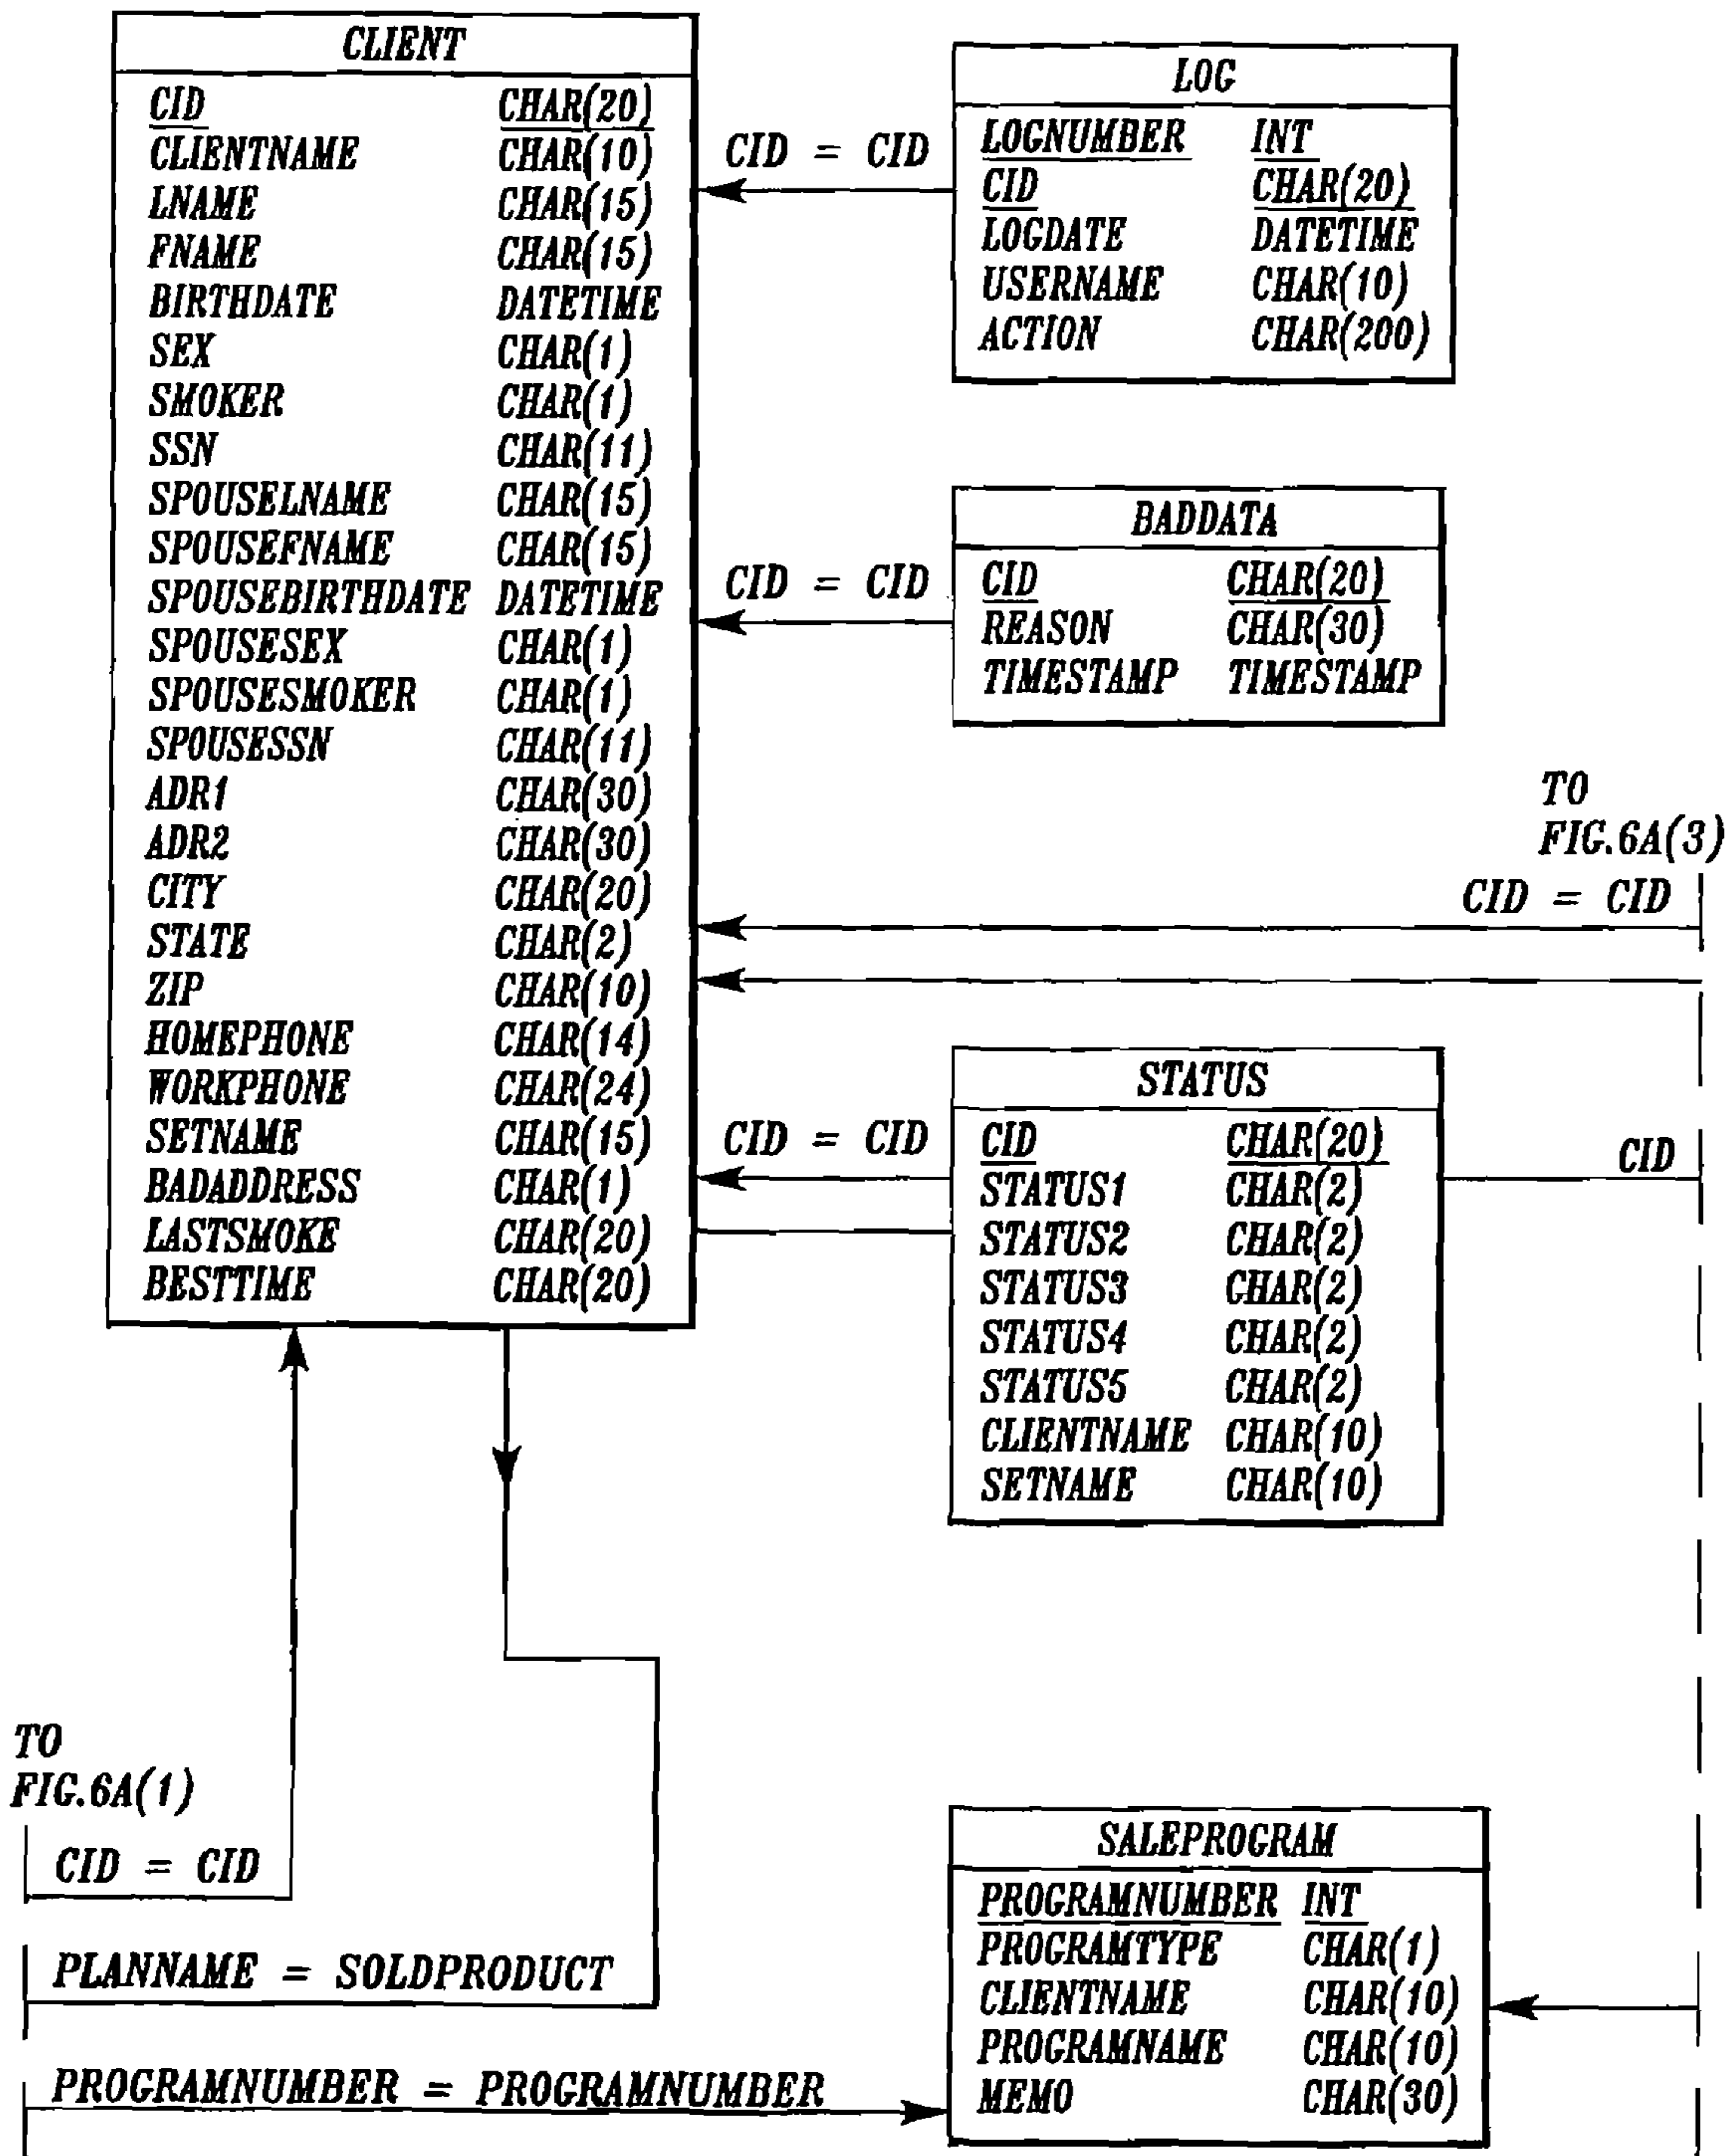 CLIENT
CID CHAR(20)
CLIENTNAME CHAR(10)
LNAME CHAR(15)
FNAME CHAR(15)
BIRTHDATE DATETIME
SEX CHAR(1)
SMOKER CHAR(1)
SSN CHAR(11)
SPOUSELNAME CHAR(15)
SPOUSEFNAME CHAR(15)
SPOUSEBIRTHDATE DATETIME
SPOUSESEX CHAR(1)
SPOUSESMOKER CHAR(1)
SPOUSESSN CHAR(11)
ADR1 CHAR(30)
ADR2 CHAR(30)
CITY CHAR(20)
STATE CHAR(2)
ZIP CHAR(10)
HOMEPHONE CHAR(14)
WORKPHONE CHAR(24)
SETNAME CHAR(15)
BADADDRESS CHAR(1)
LASTSMOKE CHAR(20)
BESTTIME CHAR(20)
CID = CID
LOG
LOGNUMBER INT
CID CHAR(20)
LOGDATE DATETIME
USERNAME CHAR(10)
ACTION CHAR(200)
CID = CID
BADDATA
CID CHAR(20)
REASON CHAR(30)
TIMESTAMP TIMESTAMP
TO
FIG.6A(3)
CID = CID
CID = CID
STATUS
CID CHAR(20)
STATUS1 CHAR(2)
STATUS2 CHAR(2)
STATUS3 CHAR(2)
STATUS4 CHAR(2)
STATUS5 CHAR(2)
CLIENTNAME CHAR(10)
SETNAME CHAR(10)
CID
TO
FIG.6A(1)
CID = CID
PLANNAME = SOLDPRODUCT
PROGRAMNUMBER = PROGRAMNUMBER
SALEPROGRAM
PROGRAMNUMBER INT
PROGRAMTYPE CHAR(1)
CLIENTNAME CHAR(10)
PROGRAMNAME CHAR(10)
MEMO CHAR(30)